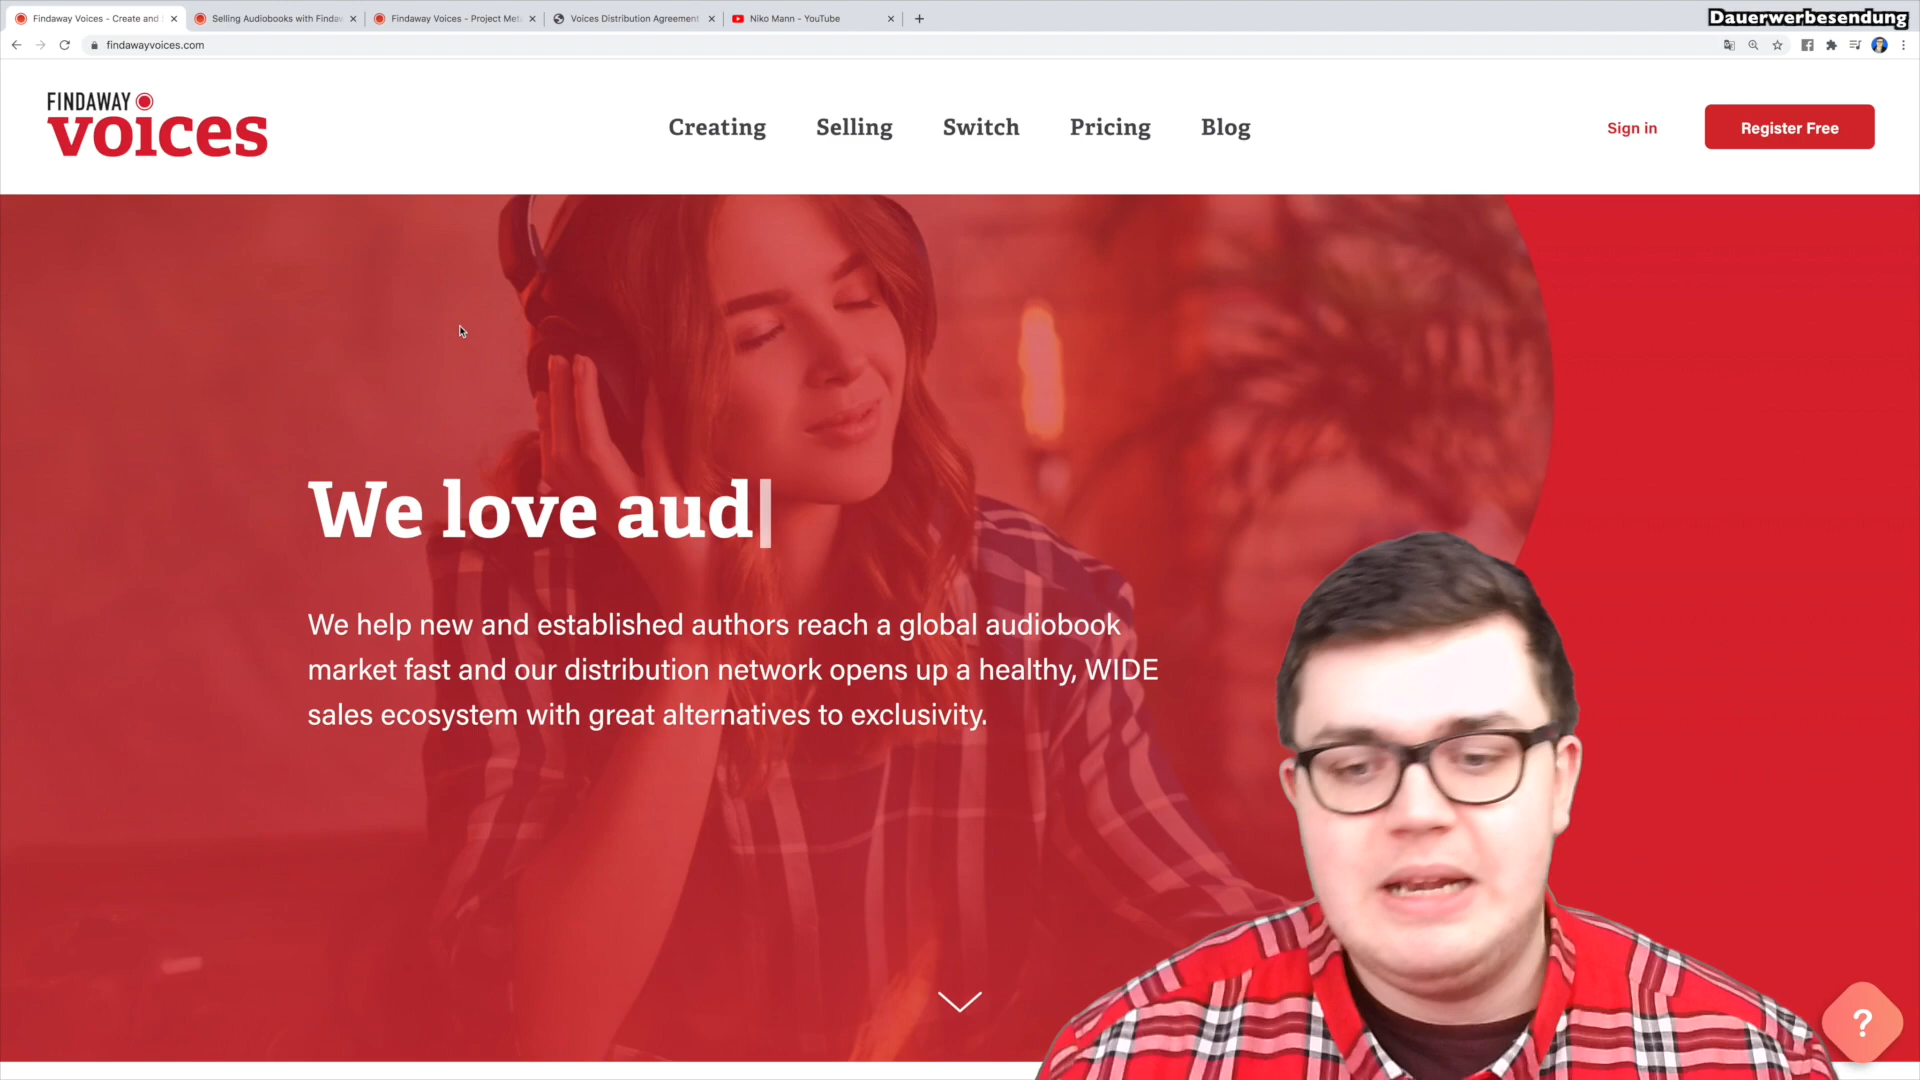 Findaway Voices - Create and
Selling Audiobooks with Findaw
Findaway Voices - Project Met
Voices Distribution Agreement
Niko Mann - YouTube
Dauerwerbesendung
findawayvoices.com
FINDAWAY
voices
Creating
Selling
Switch
Pricing
Blog
Sign in
Register Free
We love aud
We help new and established authors reach a global audiobook
market fast and our distribution network opens up a healthy, WIDE
sales ecosystem with great alternatives to exclusivity.
?